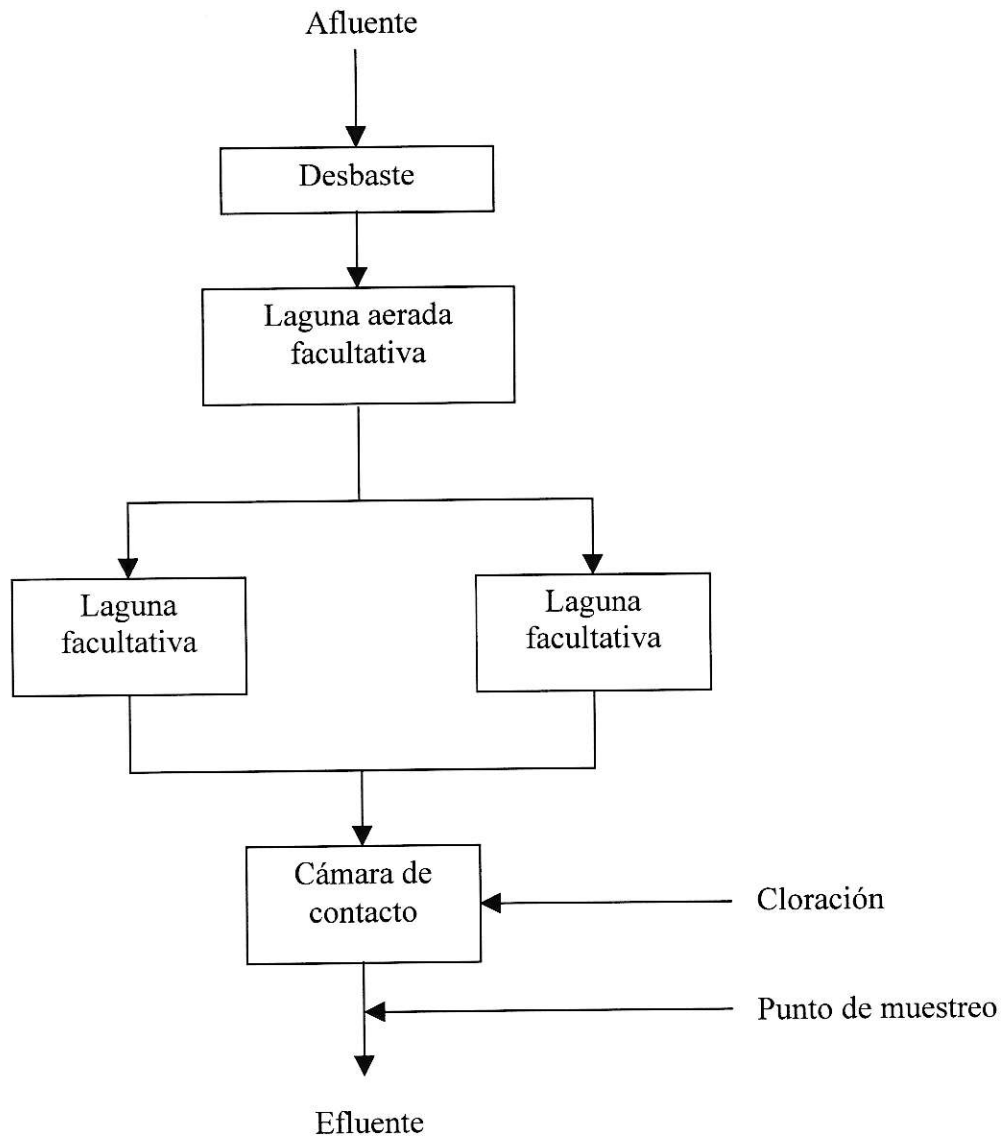 Afluente
Desbaste
Laguna aerada
facultativa
Laguna
facultativa
Laguna
facultativa
Cámara de
contacto
Cloración
Punto de muestreo
Efluente